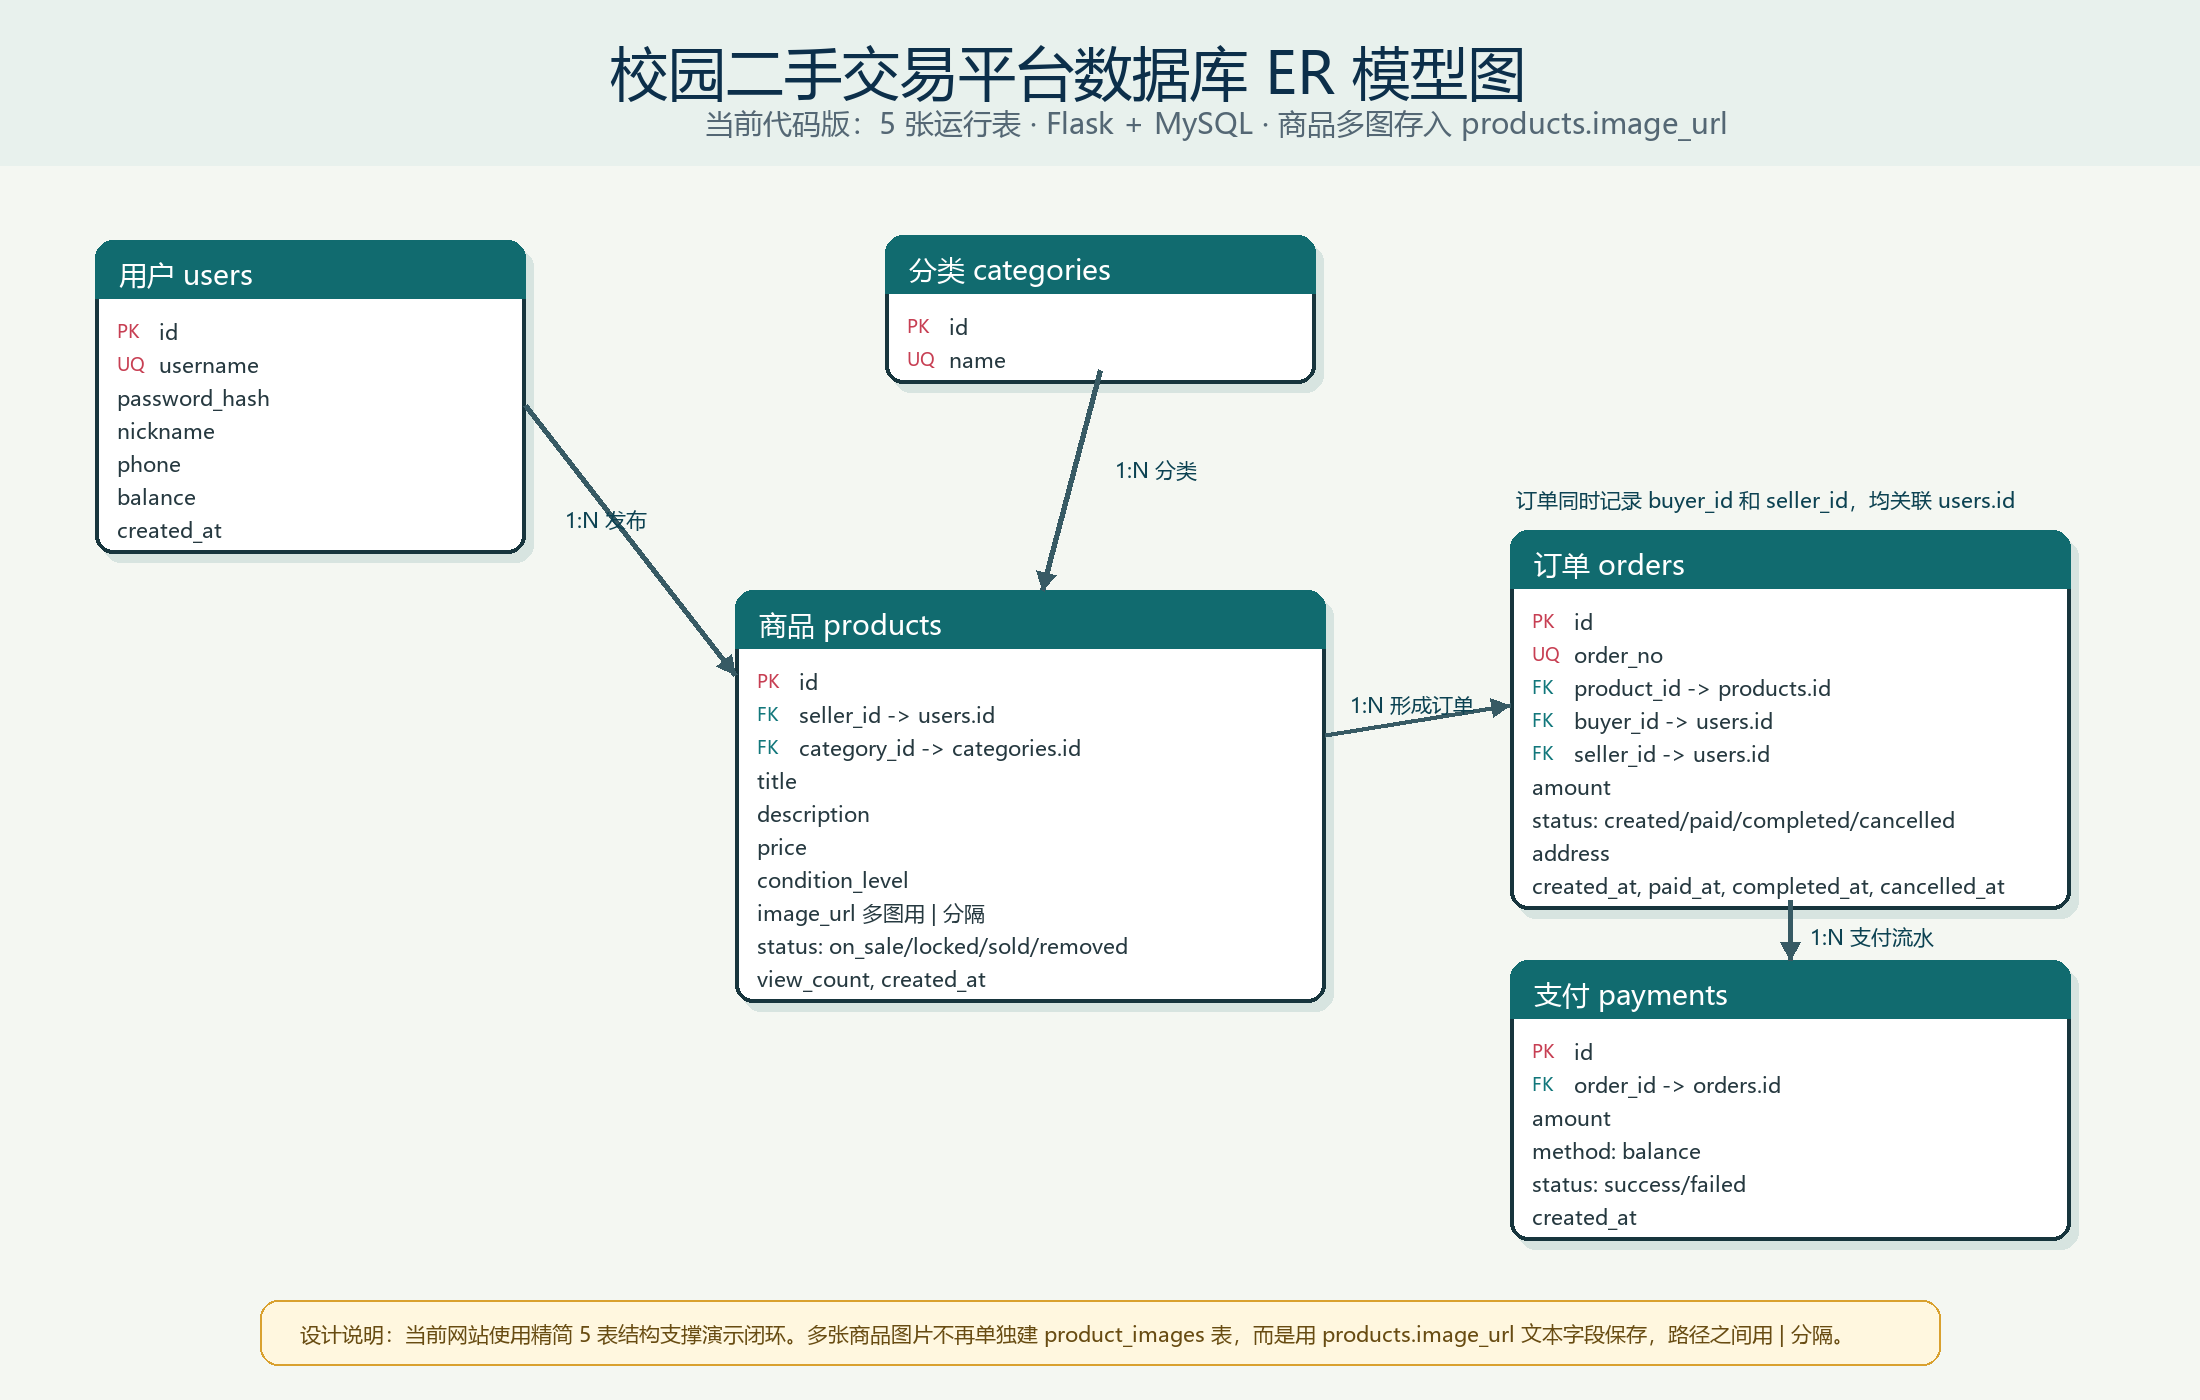 校园二手交易平台数据库 ER 模型图
当前代码版：5 张运行表 · Flask + MySQL · 商品多图存入 products.image_url
用户 users
PK id
UQ username
password_hash
nickname
phone
balance
created_at
分类 categories
PK id
UQ name
1:N 发布
1:N 分类
商品 products
PK id
FK seller_id -> users.id
FK category_id -> categories.id
title
description
price
condition_level
image_url 多图用 | 分隔
status: on_sale/locked/sold/removed
view_count, created_at
1:N 形成订单
订单同时记录 buyer_id 和 seller_id，均关联 users.id
订单 orders
PK id
UQ order_no
FK product_id -> products.id
FK buyer_id -> users.id
FK seller_id -> users.id
amount
status: created/paid/completed/cancelled
address
created_at, paid_at, completed_at, cancelled_at
1:N 支付流水
支付 payments
PK id
FK order_id -> orders.id
amount
method: balance
status: success/failed
created_at
设计说明：当前网站使用精简 5 表结构支撑演示闭环。多张商品图片不再单独建 product_images 表，而是用 products.image_url 文本字段保存，路径之间用 | 分隔。